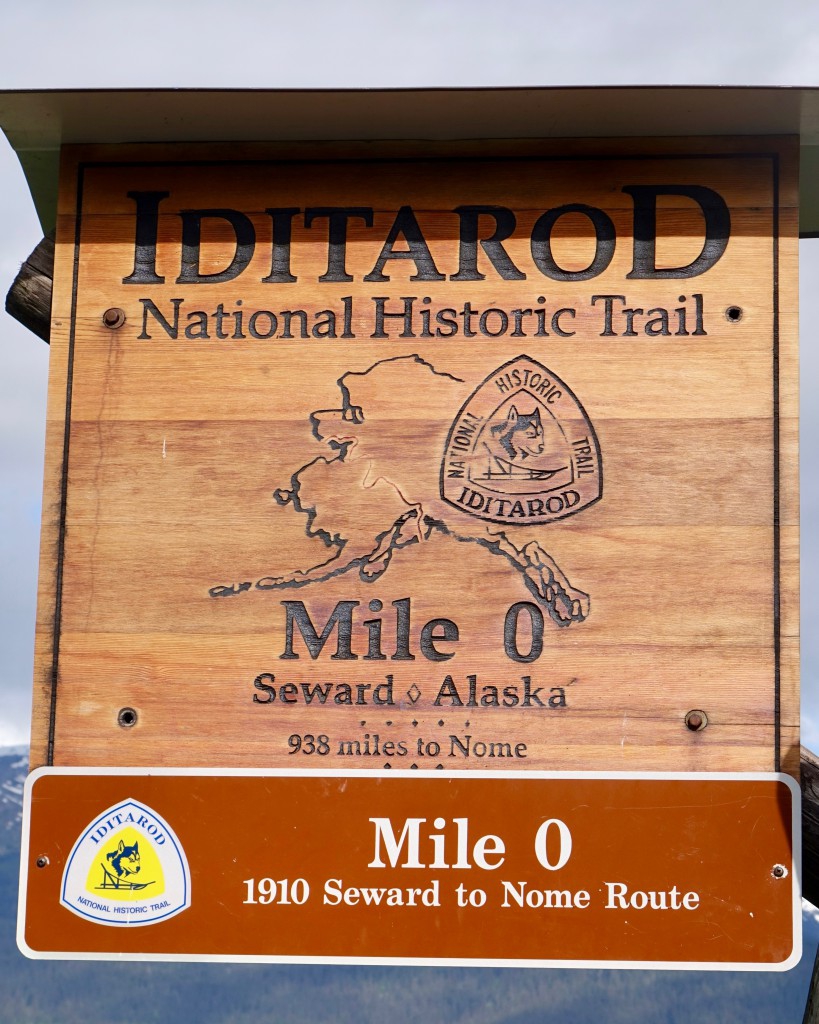 IDITAROD
National Historic Trail
NATIONAL HISTORIC TRAIL
IDITAROD
Mile 0
Seward ◊ Alaska
938 miles to Nome
IDITAROD
NATIONAL HISTORIC TRAIL
Mile 0
1910 Seward to Nome Route